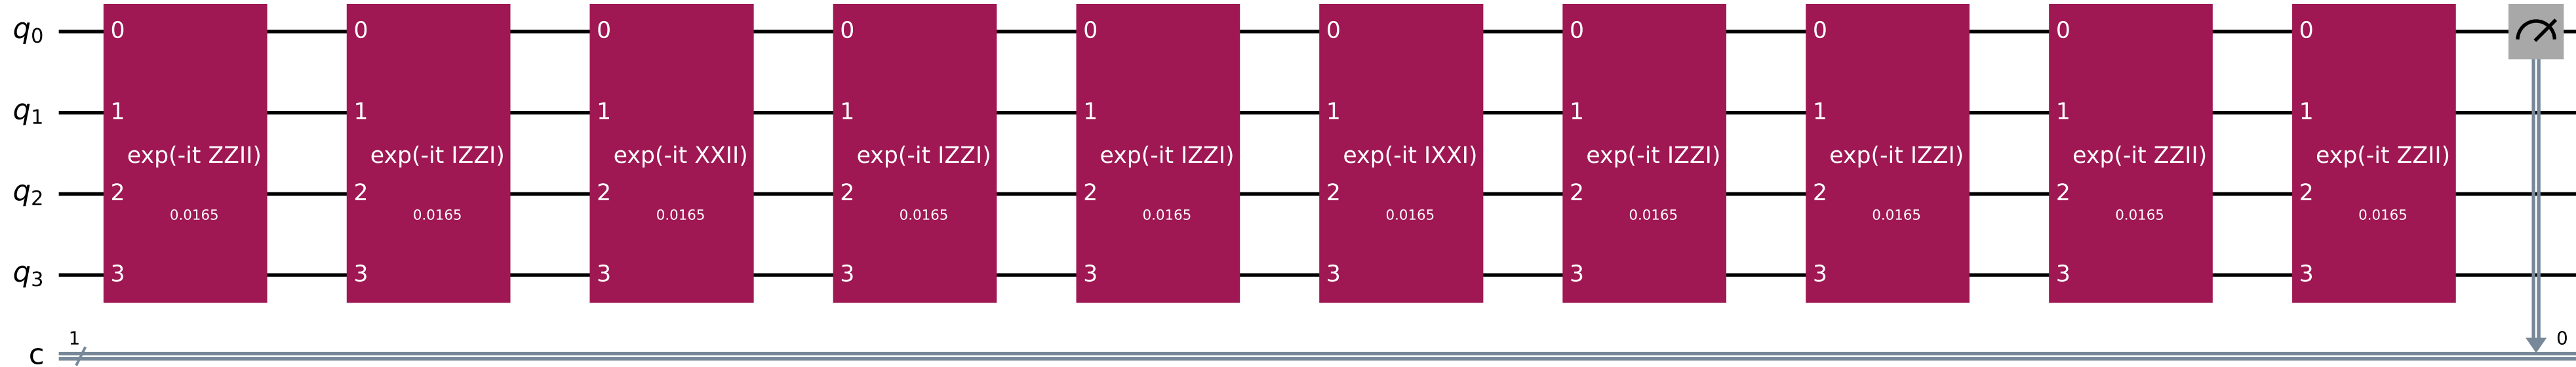 q0 0 0 0 0 0 0 0 0 0 0
q1 1 1 1 1 1 1 1 1 1 1
exp(-it ZZII) exp(-it IZZI) exp(-it XXII) exp(-it IZZI) exp(-it IZZI) exp(-it IXXI) exp(-it IZZI) exp(-it IZZI) exp(-it ZZII) exp(-it ZZII)
q2 2 2 2 2 2 2 2 2 2 2
0.0165 0.0165 0.0165 0.0165 0.0165 0.0165 0.0165 0.0165 0.0165 0.0165
q3 3 3 3 3 3 3 3 3 3 3
1 0
c